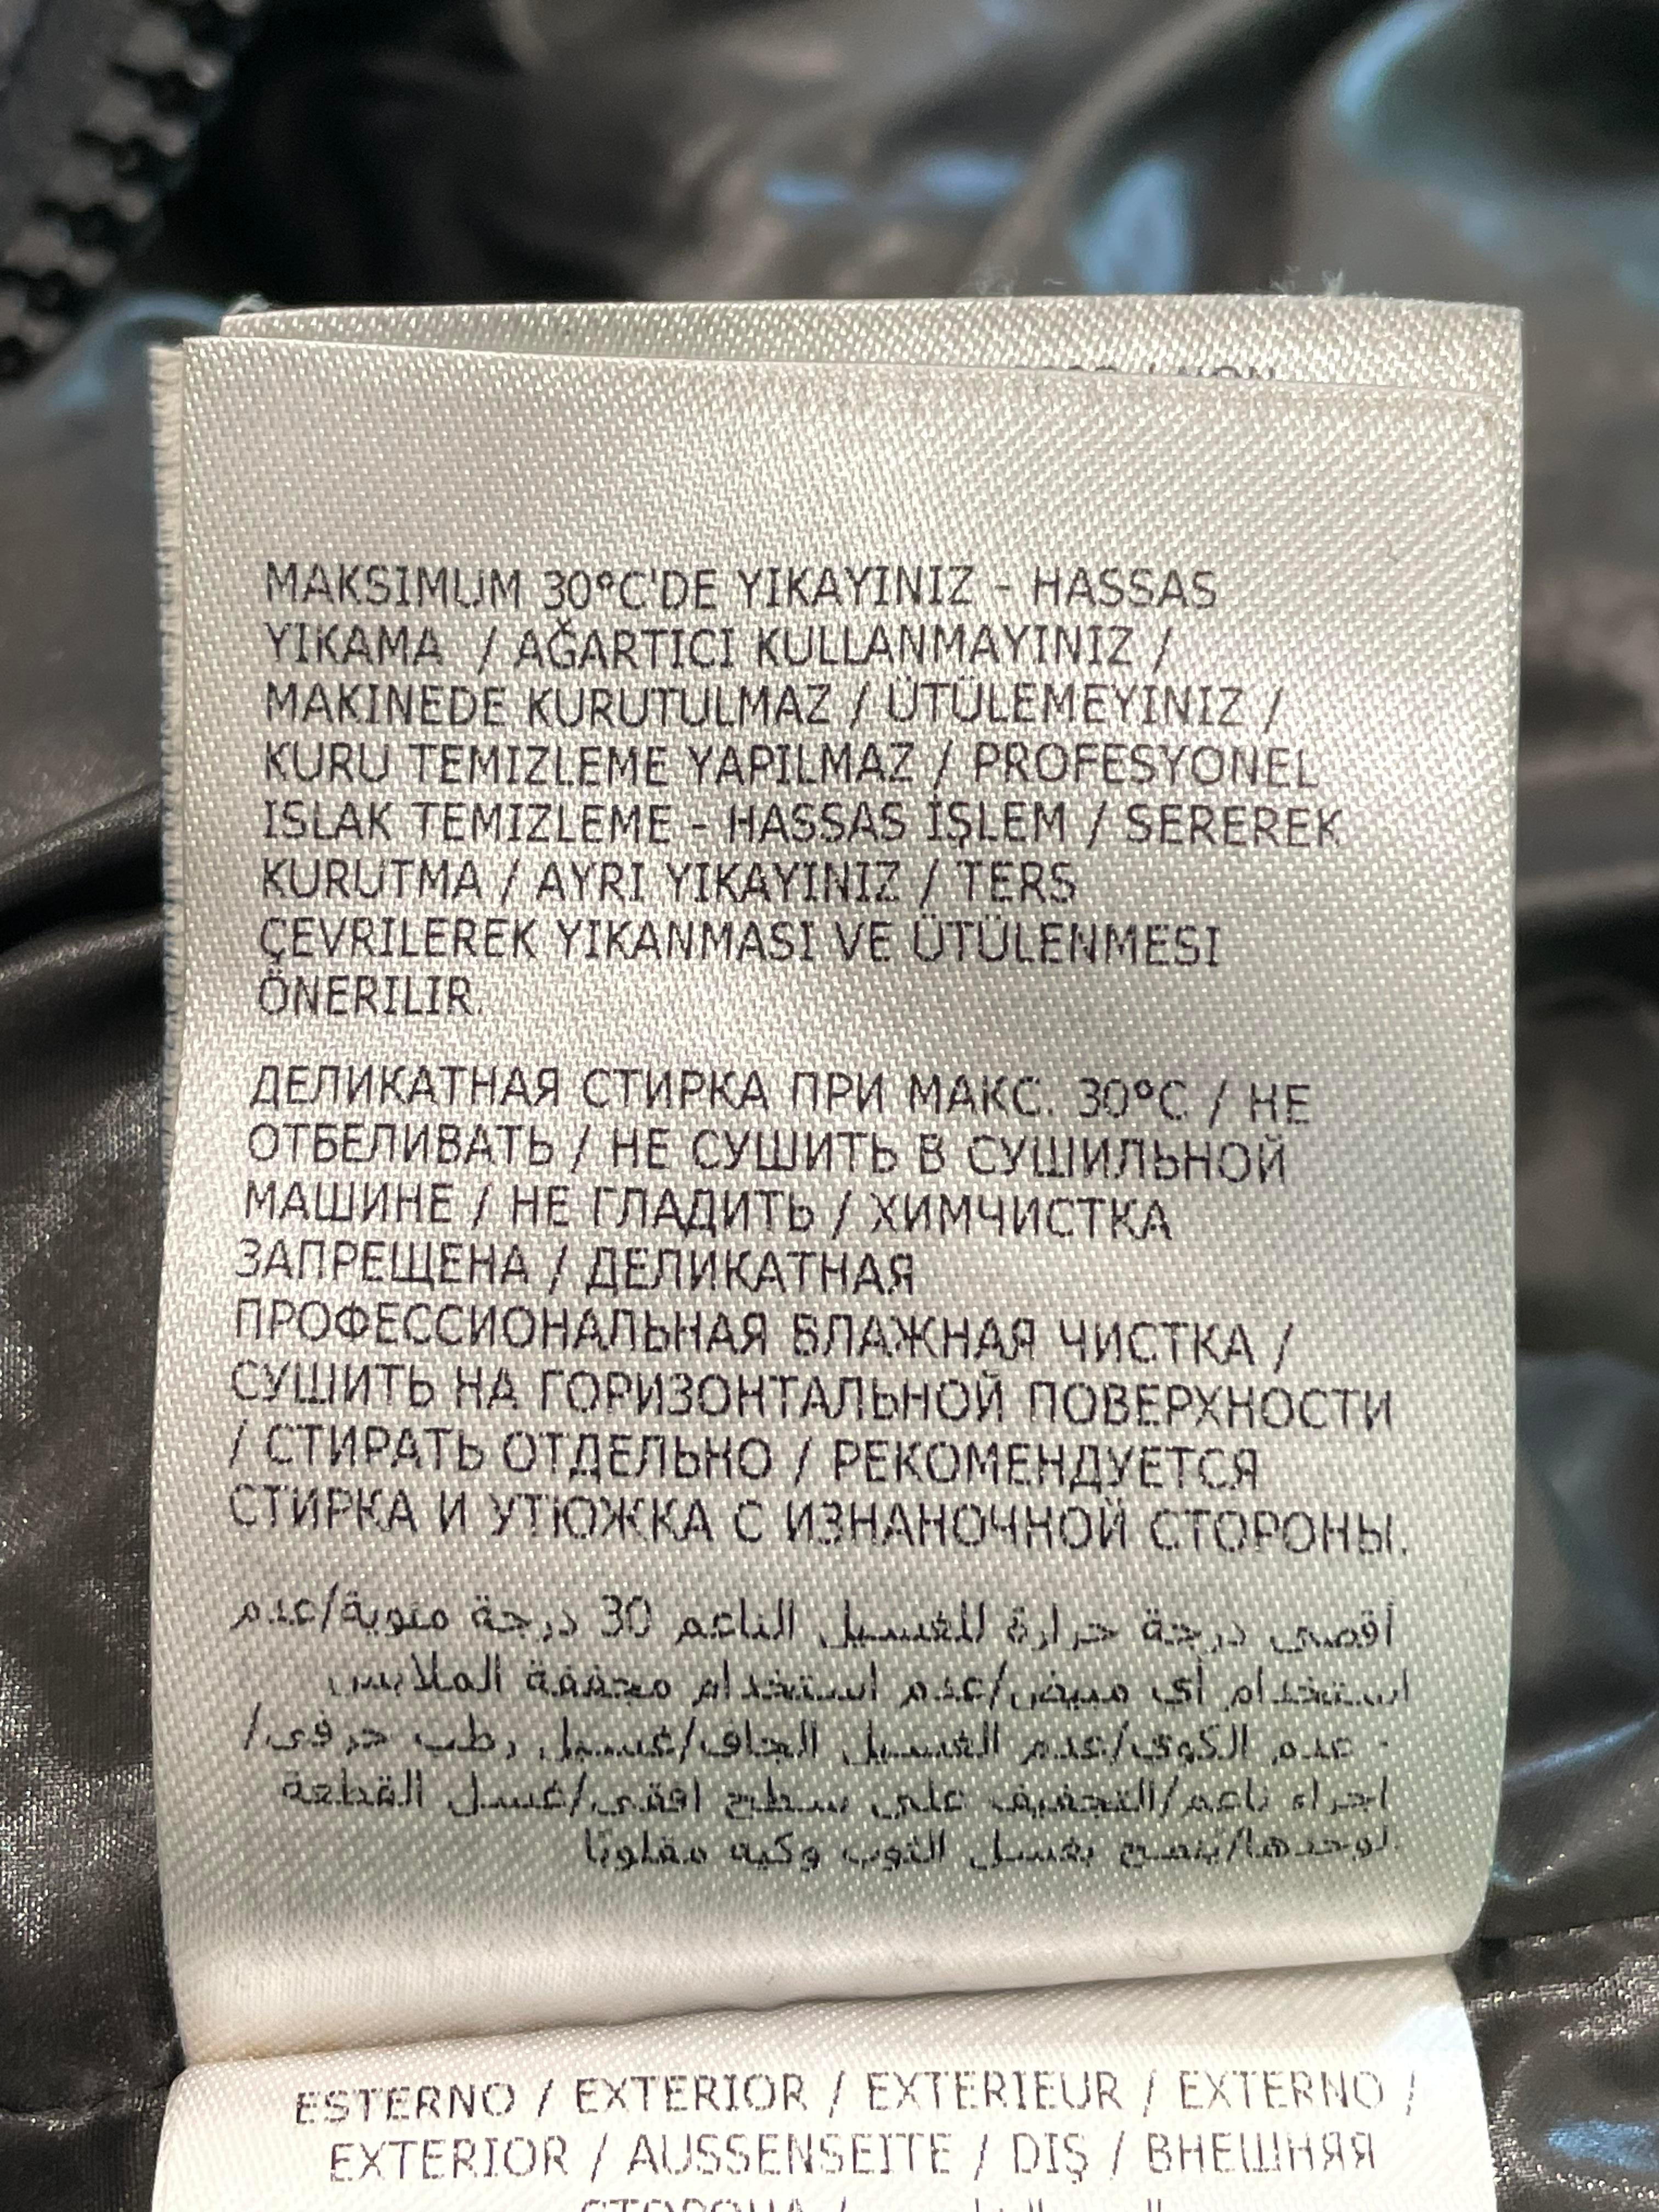 MAKSIMUM 30°C'DE YIKAYINIZ - HASSAS
YIKAMA / AĞARTICI KULLANMAYINIZ /
MAKINEDE KURUTULMAZ / ÜTÜLEMEYINIZ /
KURU TEMIZLEME YAPILMAZ / PROFESYONEL
ISLAK TEMIZLEME - HASSAS İŞLEM / SEREREK
KURUTMA / AYRI YIKAYINIZ / TERS
ÇEVRILEREK YIKANMASI VE ÜTÜLENMESI
ÖNERILIR.
ДЕЛИКАТНАЯ СТИРКА ПРИ МАКС. 30°C / НЕ
ОТБЕЛИВАТЬ / НЕ СУШИТЬ В СУШИЛЬНОЙ
МАШИНЕ / НЕ ГЛАДИТЬ / ХИМЧИСТКА
ЗАПРЕЩЕНА / ДЕЛИКАТНАЯ
ПРОФЕССИОНАЛЬНАЯ ВЛАЖНАЯ ЧИСТКА /
СУШИТЬ НА ГОРИЗОНТАЛЬНОЙ ПОВЕРХНОСТИ
/ СТИРАТЬ ОТДЕЛЬНО / РЕКОМЕНДУЕТСЯ
СТИРКА И УТЮЖКА С ИЗНАНОЧНОЙ СТОРОНЫ.
أقصى درجة حرارة للغسيل الناعم 30 درجة مئوية/عدم
استخدام أي مبيض/عدم استخدام مجففة الملابس
· عدم الكوي/عدم الغسيل الجاف/غسيل رطب حرفي/
اجراء ناعم/التجفيف على سطح افقي/غسل القطعة
لوحدها/يُنصح بغسل الثوب وكيه مقلوبًا.
ESTERNO / EXTERIOR / EXTERIEUR / EXTERNO /
EXTERIOR / AUSSENSEITE / DIŞ / ВНЕШНЯЯ
СТОРОНА /